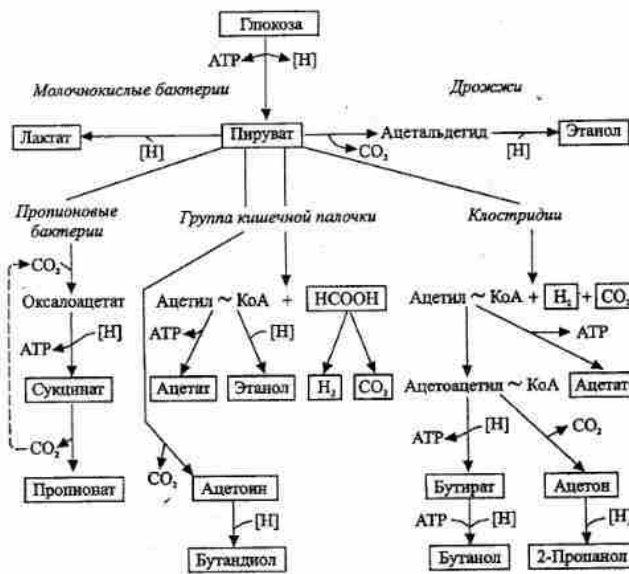 Глюкоза
ATP [H]
Молочнокислые бактерии Дрожжи
Лактат Пируват Ацетальдегид Этанол
[H] CO₂ [H]
Пропионовые бактерии
Группа кишечной палочки
Клостридии
CO₂
Оксалоацетат
ATP [H]
Сукцинат
CO₂
Пропионат
Ацетил ~ КоА + HCOOH
ATP [H]
Ацетат Этанол H₂ CO₂
CO₂ Ацетоин
[H]
Бутандиол
Ацетил ~ КоА + H₂ + CO₂
ATP
Ацетоацетил ~ КоА Ацетат
ATP [H] CO₂
Бутират Ацетон
ATP [H] [H]
Бутанол 2-Пропанол